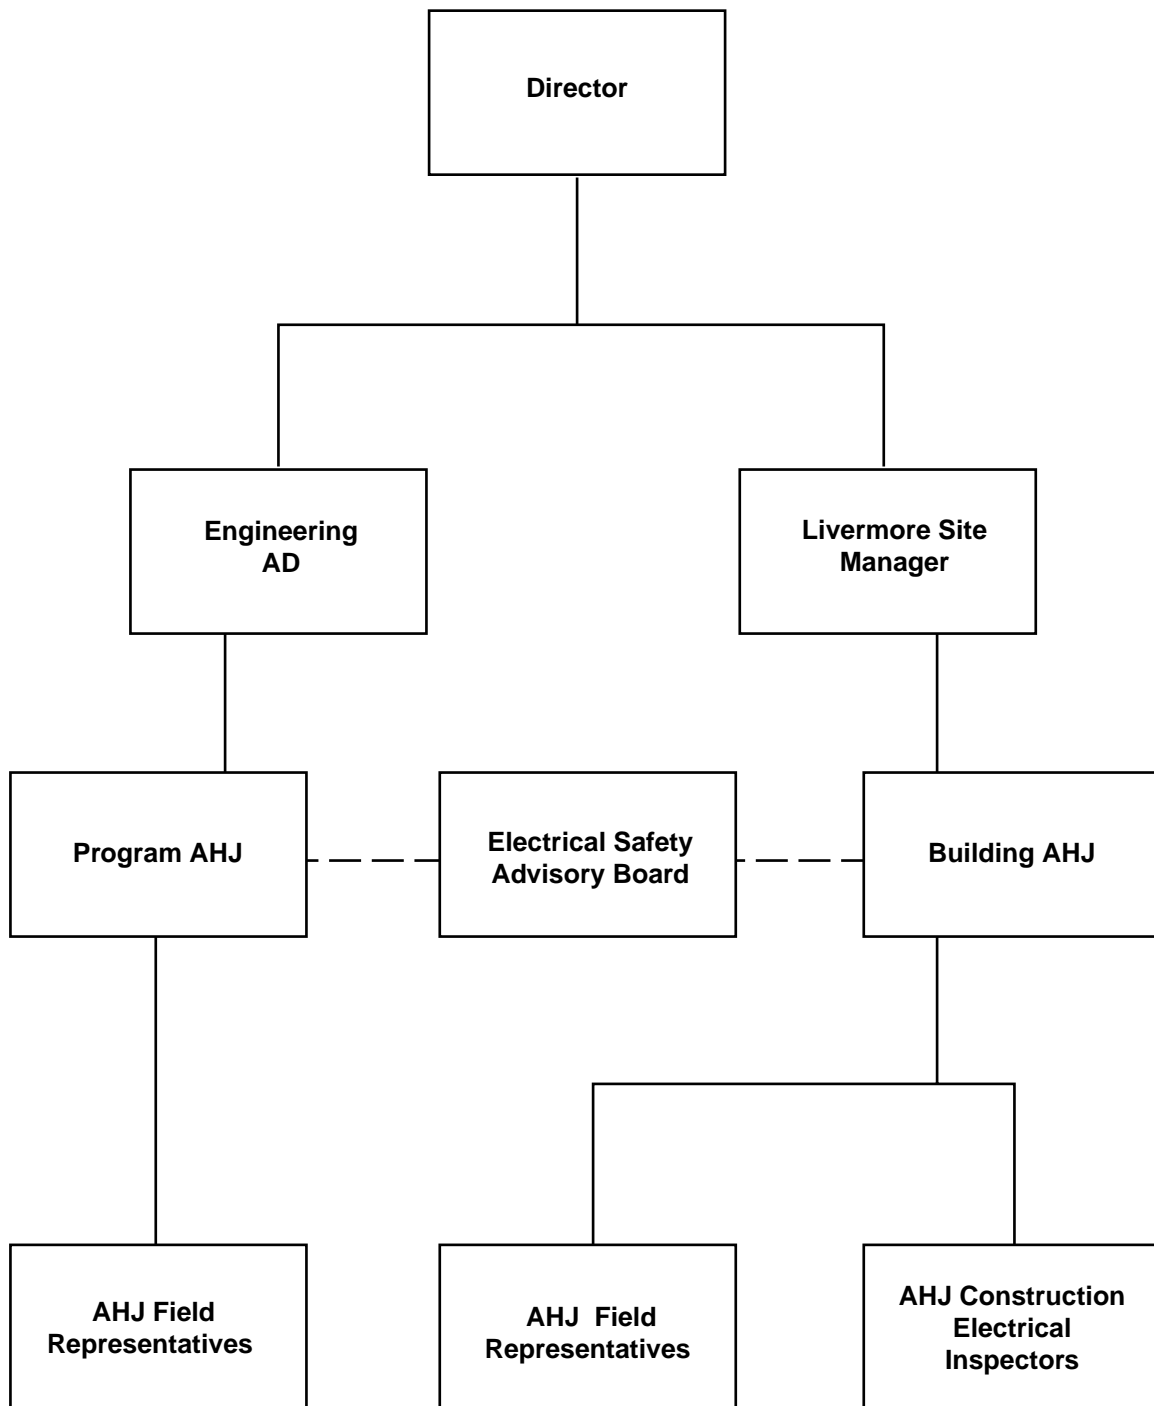 Director
Engineering
AD
Livermore Site
Manager
Program AHJ
Electrical Safety
Advisory Board
Building AHJ
AHJ Field
Representatives
AHJ  Field
Representatives
AHJ Construction
Electrical
Inspectors